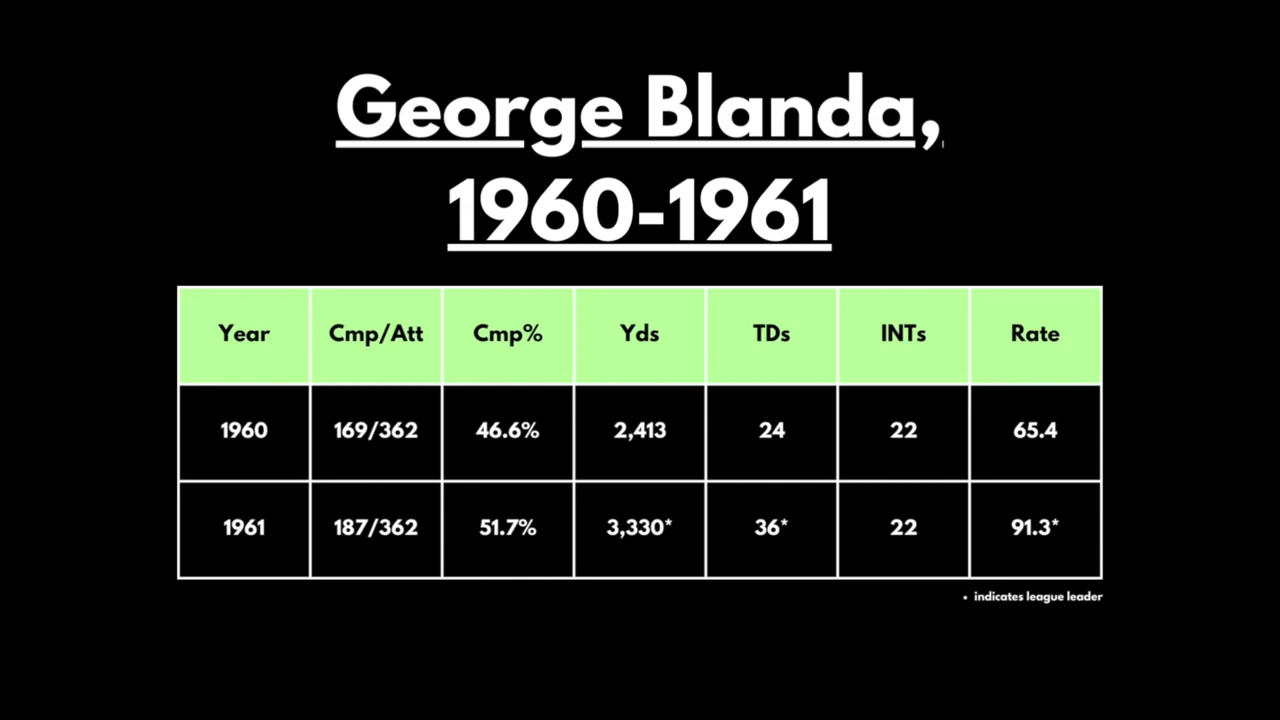 George Blanda,
1960-1961
Year Cmp/Att Cmp% Yds TDs INTs Rate
1960 169/362 46.6% 2,413 24 22 65.4
1961 187/362 51.7% 3,330* 36* 22 91.3*
• indicates league leader